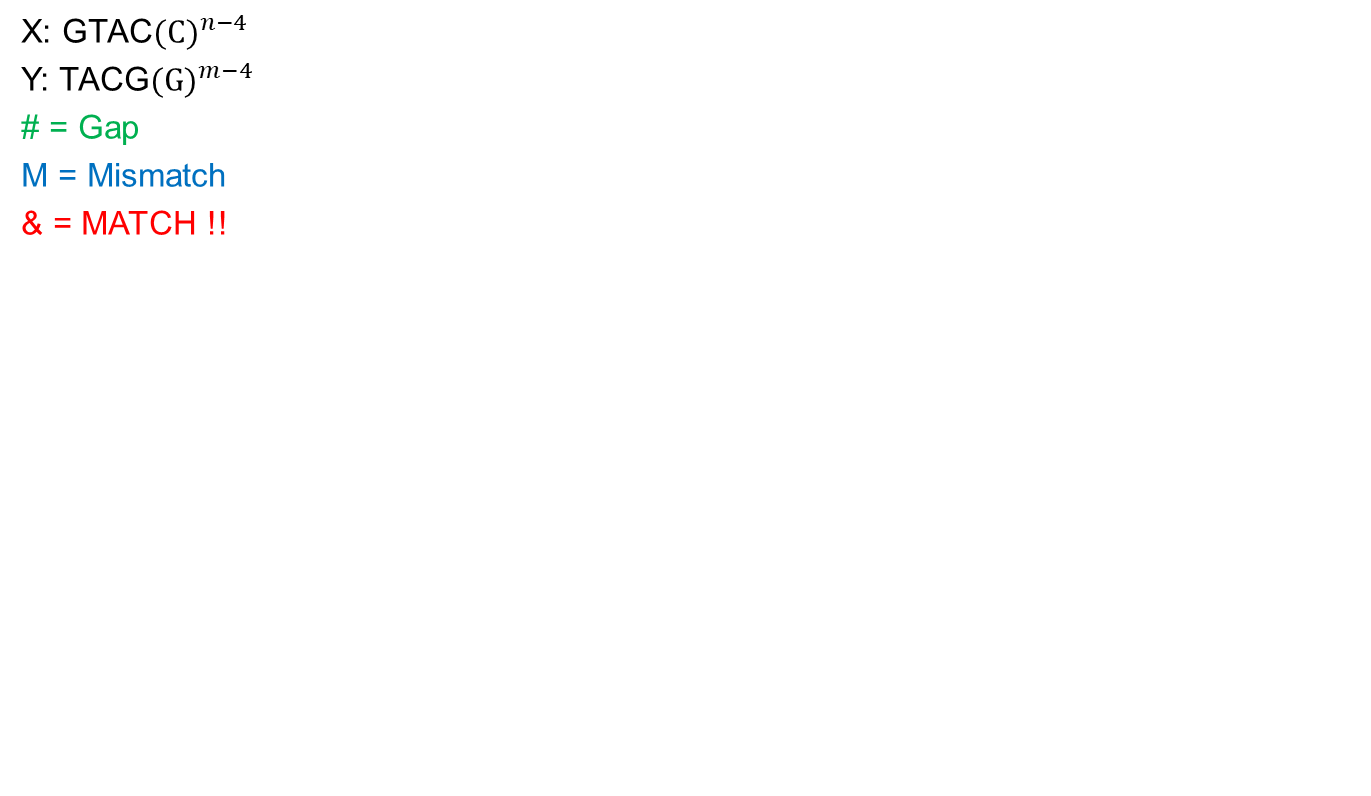 X: GTAC(C)ⁿ⁻⁴
Y: TACG(G)ᵐ⁻⁴
# = Gap
M = Mismatch
& = MATCH !!